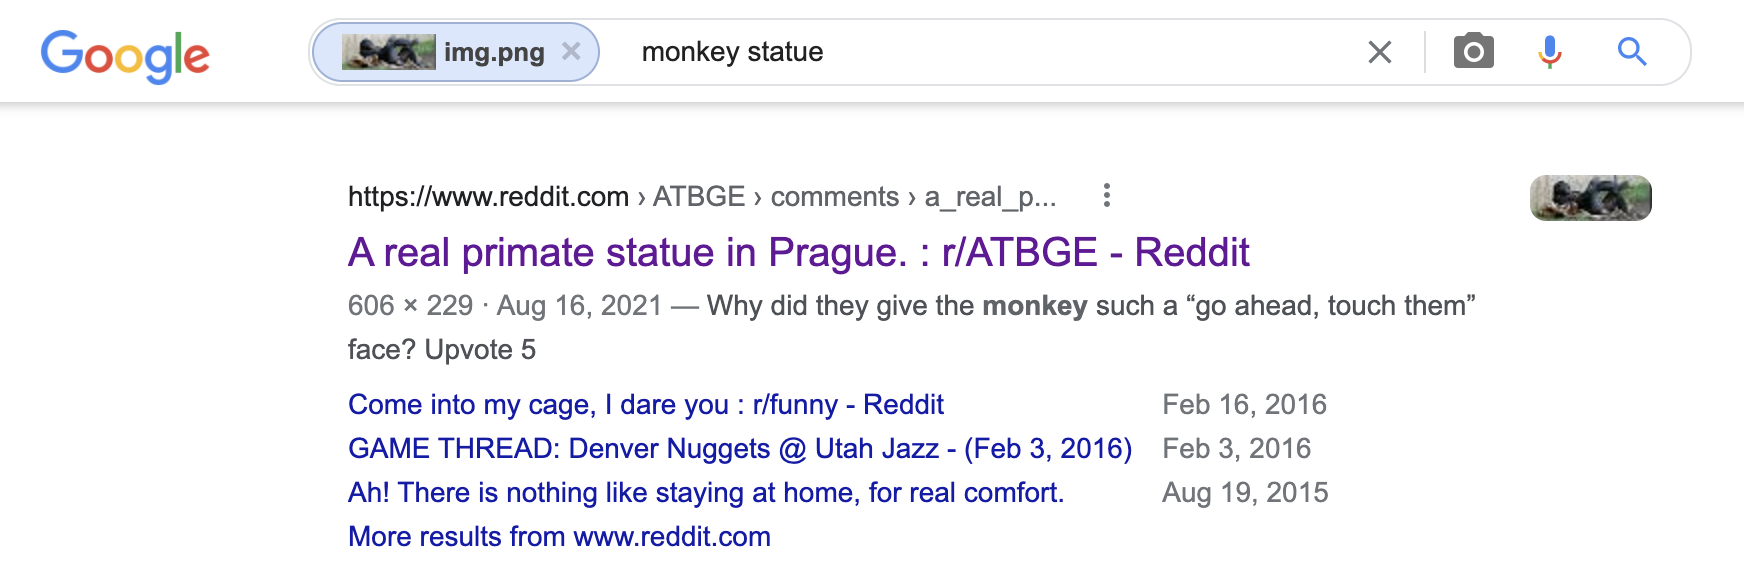 Google
img.png
monkey statue
https://www.reddit.com › ATBGE › comments › a_real_p...
A real primate statue in Prague. : r/ATBGE - Reddit
606 × 229 · Aug 16, 2021 — Why did they give the monkey such a “go ahead, touch them”
face? Upvote 5
Come into my cage, I dare you : r/funny - Reddit Feb 16, 2016
GAME THREAD: Denver Nuggets @ Utah Jazz - (Feb 3, 2016) Feb 3, 2016
Ah! There is nothing like staying at home, for real comfort. Aug 19, 2015
More results from www.reddit.com